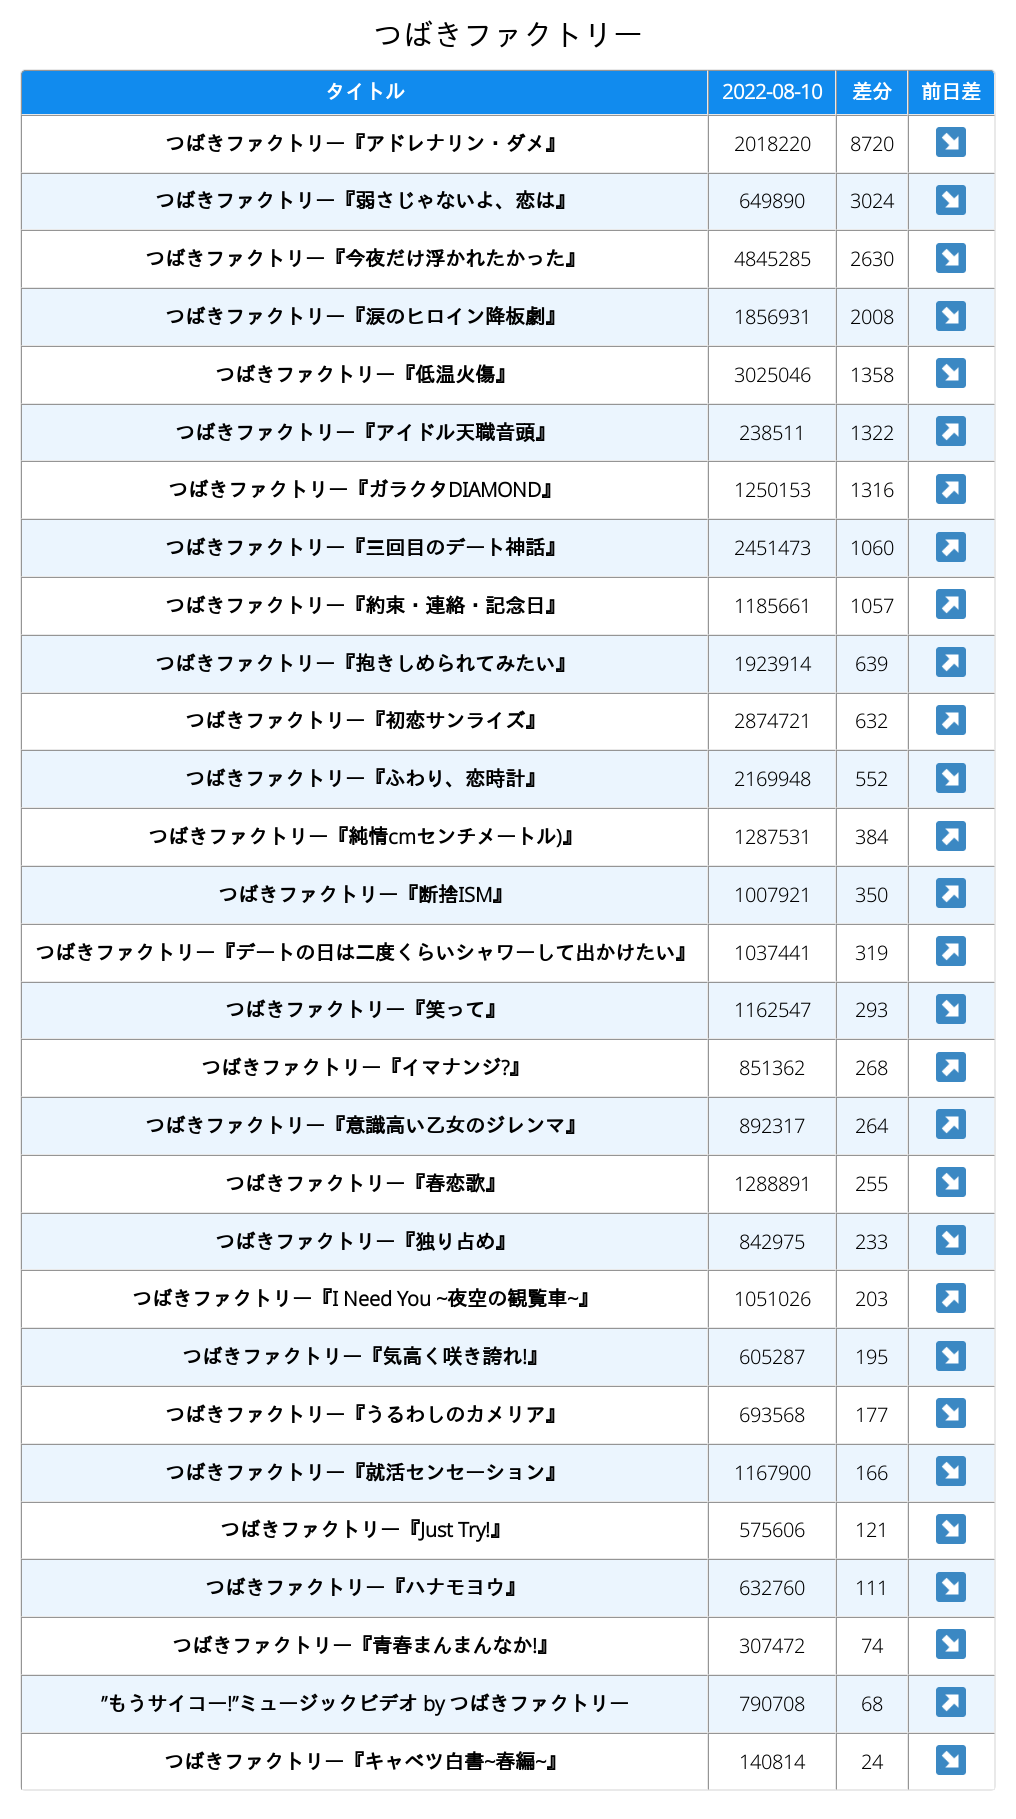 つばきファクトリー
タイトル 2022-08-10 差分 前日差
つばきファクトリー『アドレナリン・ダメ』 2018220 8720 ↘
つばきファクトリー『弱さじゃないよ、恋は』 649890 3024 ↘
つばきファクトリー『今夜だけ浮かれたかった』 4845285 2630 ↘
つばきファクトリー『涙のヒロイン降板劇』 1856931 2008 ↘
つばきファクトリー『低温火傷』 3025046 1358 ↘
つばきファクトリー『アイドル天職音頭』 238511 1322 ↗
つばきファクトリー『ガラクタDIAMOND』 1250153 1316 ↗
つばきファクトリー『三回目のデート神話』 2451473 1060 ↗
つばきファクトリー『約束・連絡・記念日』 1185661 1057 ↗
つばきファクトリー『抱きしめられてみたい』 1923914 639 ↗
つばきファクトリー『初恋サンライズ』 2874721 632 ↗
つばきファクトリー『ふわり、恋時計』 2169948 552 ↘
つばきファクトリー『純情cmセンチメートル)』 1287531 384 ↗
つばきファクトリー『断捨ISM』 1007921 350 ↗
つばきファクトリー『デートの日は二度くらいシャワーして出かけたい』 1037441 319 ↗
つばきファクトリー『笑って』 1162547 293 ↘
つばきファクトリー『イマナンジ?』 851362 268 ↗
つばきファクトリー『意識高い乙女のジレンマ』 892317 264 ↗
つばきファクトリー『春恋歌』 1288891 255 ↘
つばきファクトリー『独り占め』 842975 233 ↘
つばきファクトリー『I Need You ~夜空の観覧車~』 1051026 203 ↗
つばきファクトリー『気高く咲き誇れ!』 605287 195 ↘
つばきファクトリー『うるわしのカメリア』 693568 177 ↘
つばきファクトリー『就活センセーション』 1167900 166 ↘
つばきファクトリー『Just Try!』 575606 121 ↘
つばきファクトリー『ハナモヨウ』 632760 111 ↘
つばきファクトリー『青春まんまんなか!』 307472 74 ↘
”もうサイコー!”ミュージックビデオ by つばきファクトリー 790708 68 ↗
つばきファクトリー『キャベツ白書~春編~』 140814 24 ↘